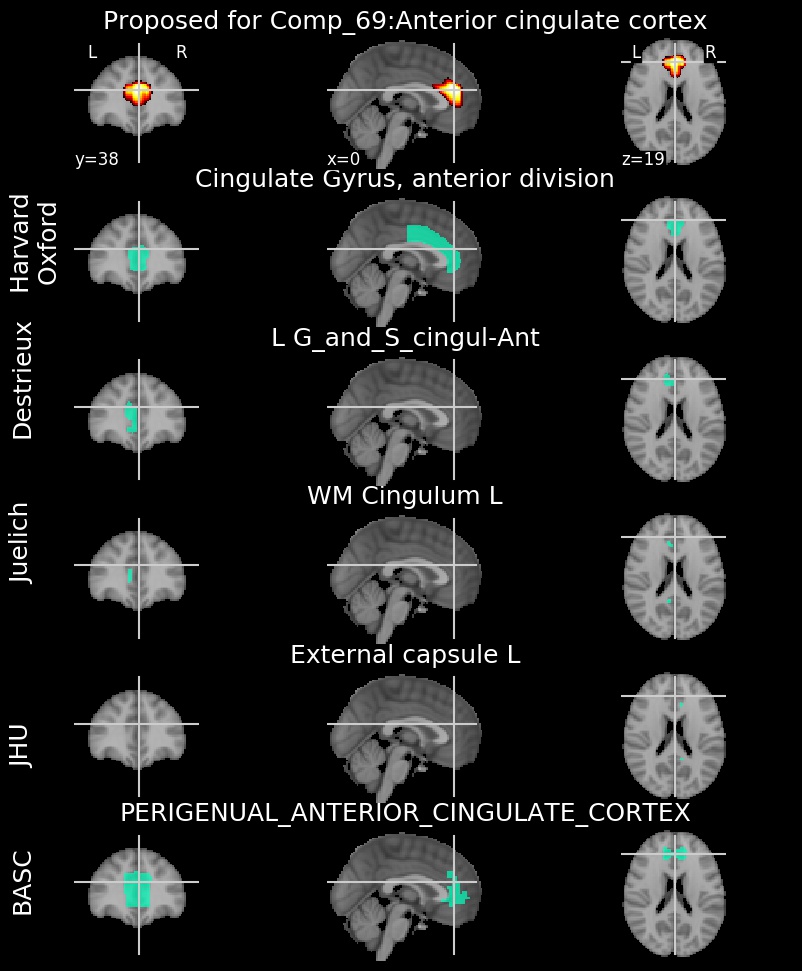 Proposed for Comp_69:Anterior cingulate cortex
L R L R
y=38 x=0 z=19
Cingulate Gyrus, anterior division
Harvard
Oxford
L G_and_S_cingul-Ant
Destrieux
WM Cingulum L
Juelich
External capsule L
JHU
PERIGENUAL_ANTERIOR_CINGULATE_CORTEX
BASC